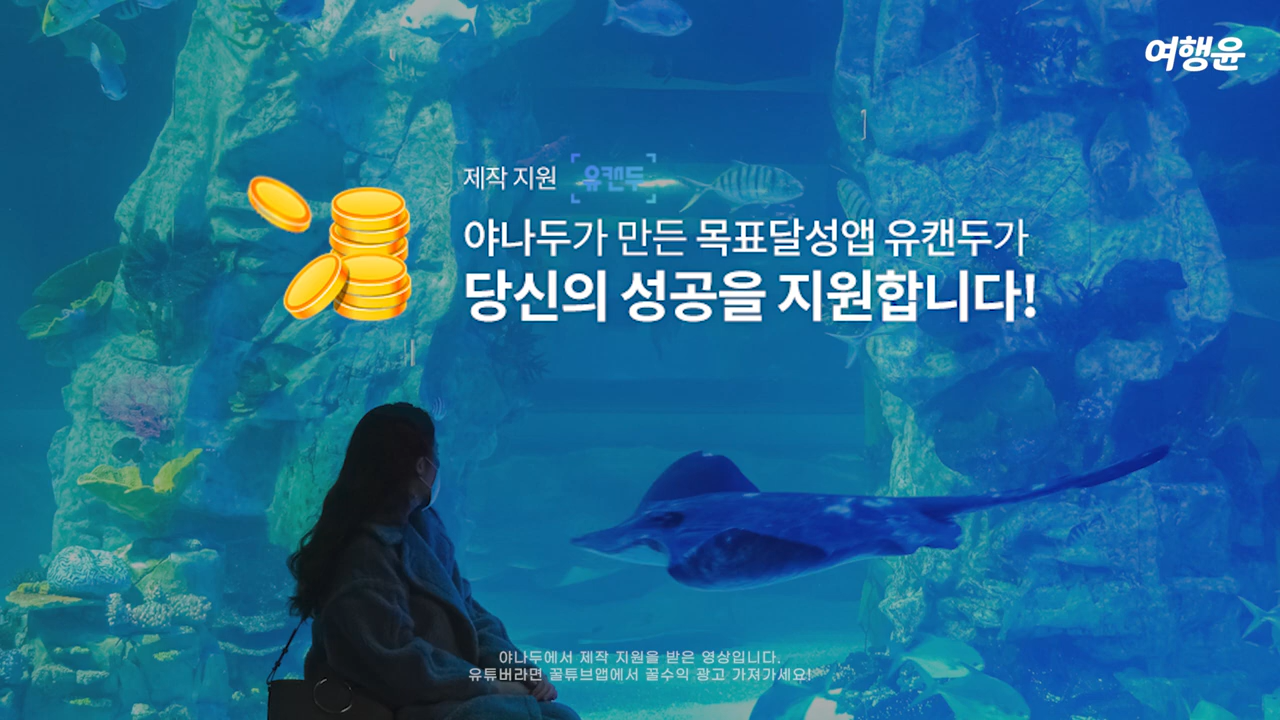 여행윤
제작 지원 유캔두
야나두가 만든 목표달성앱 유캔두가
당신의 성공을 지원합니다!
야나두에서 제작 지원을 받은 영상입니다.
유튜버라면 꿀튜브앱에서 꿀수익 광고 가져가세요!